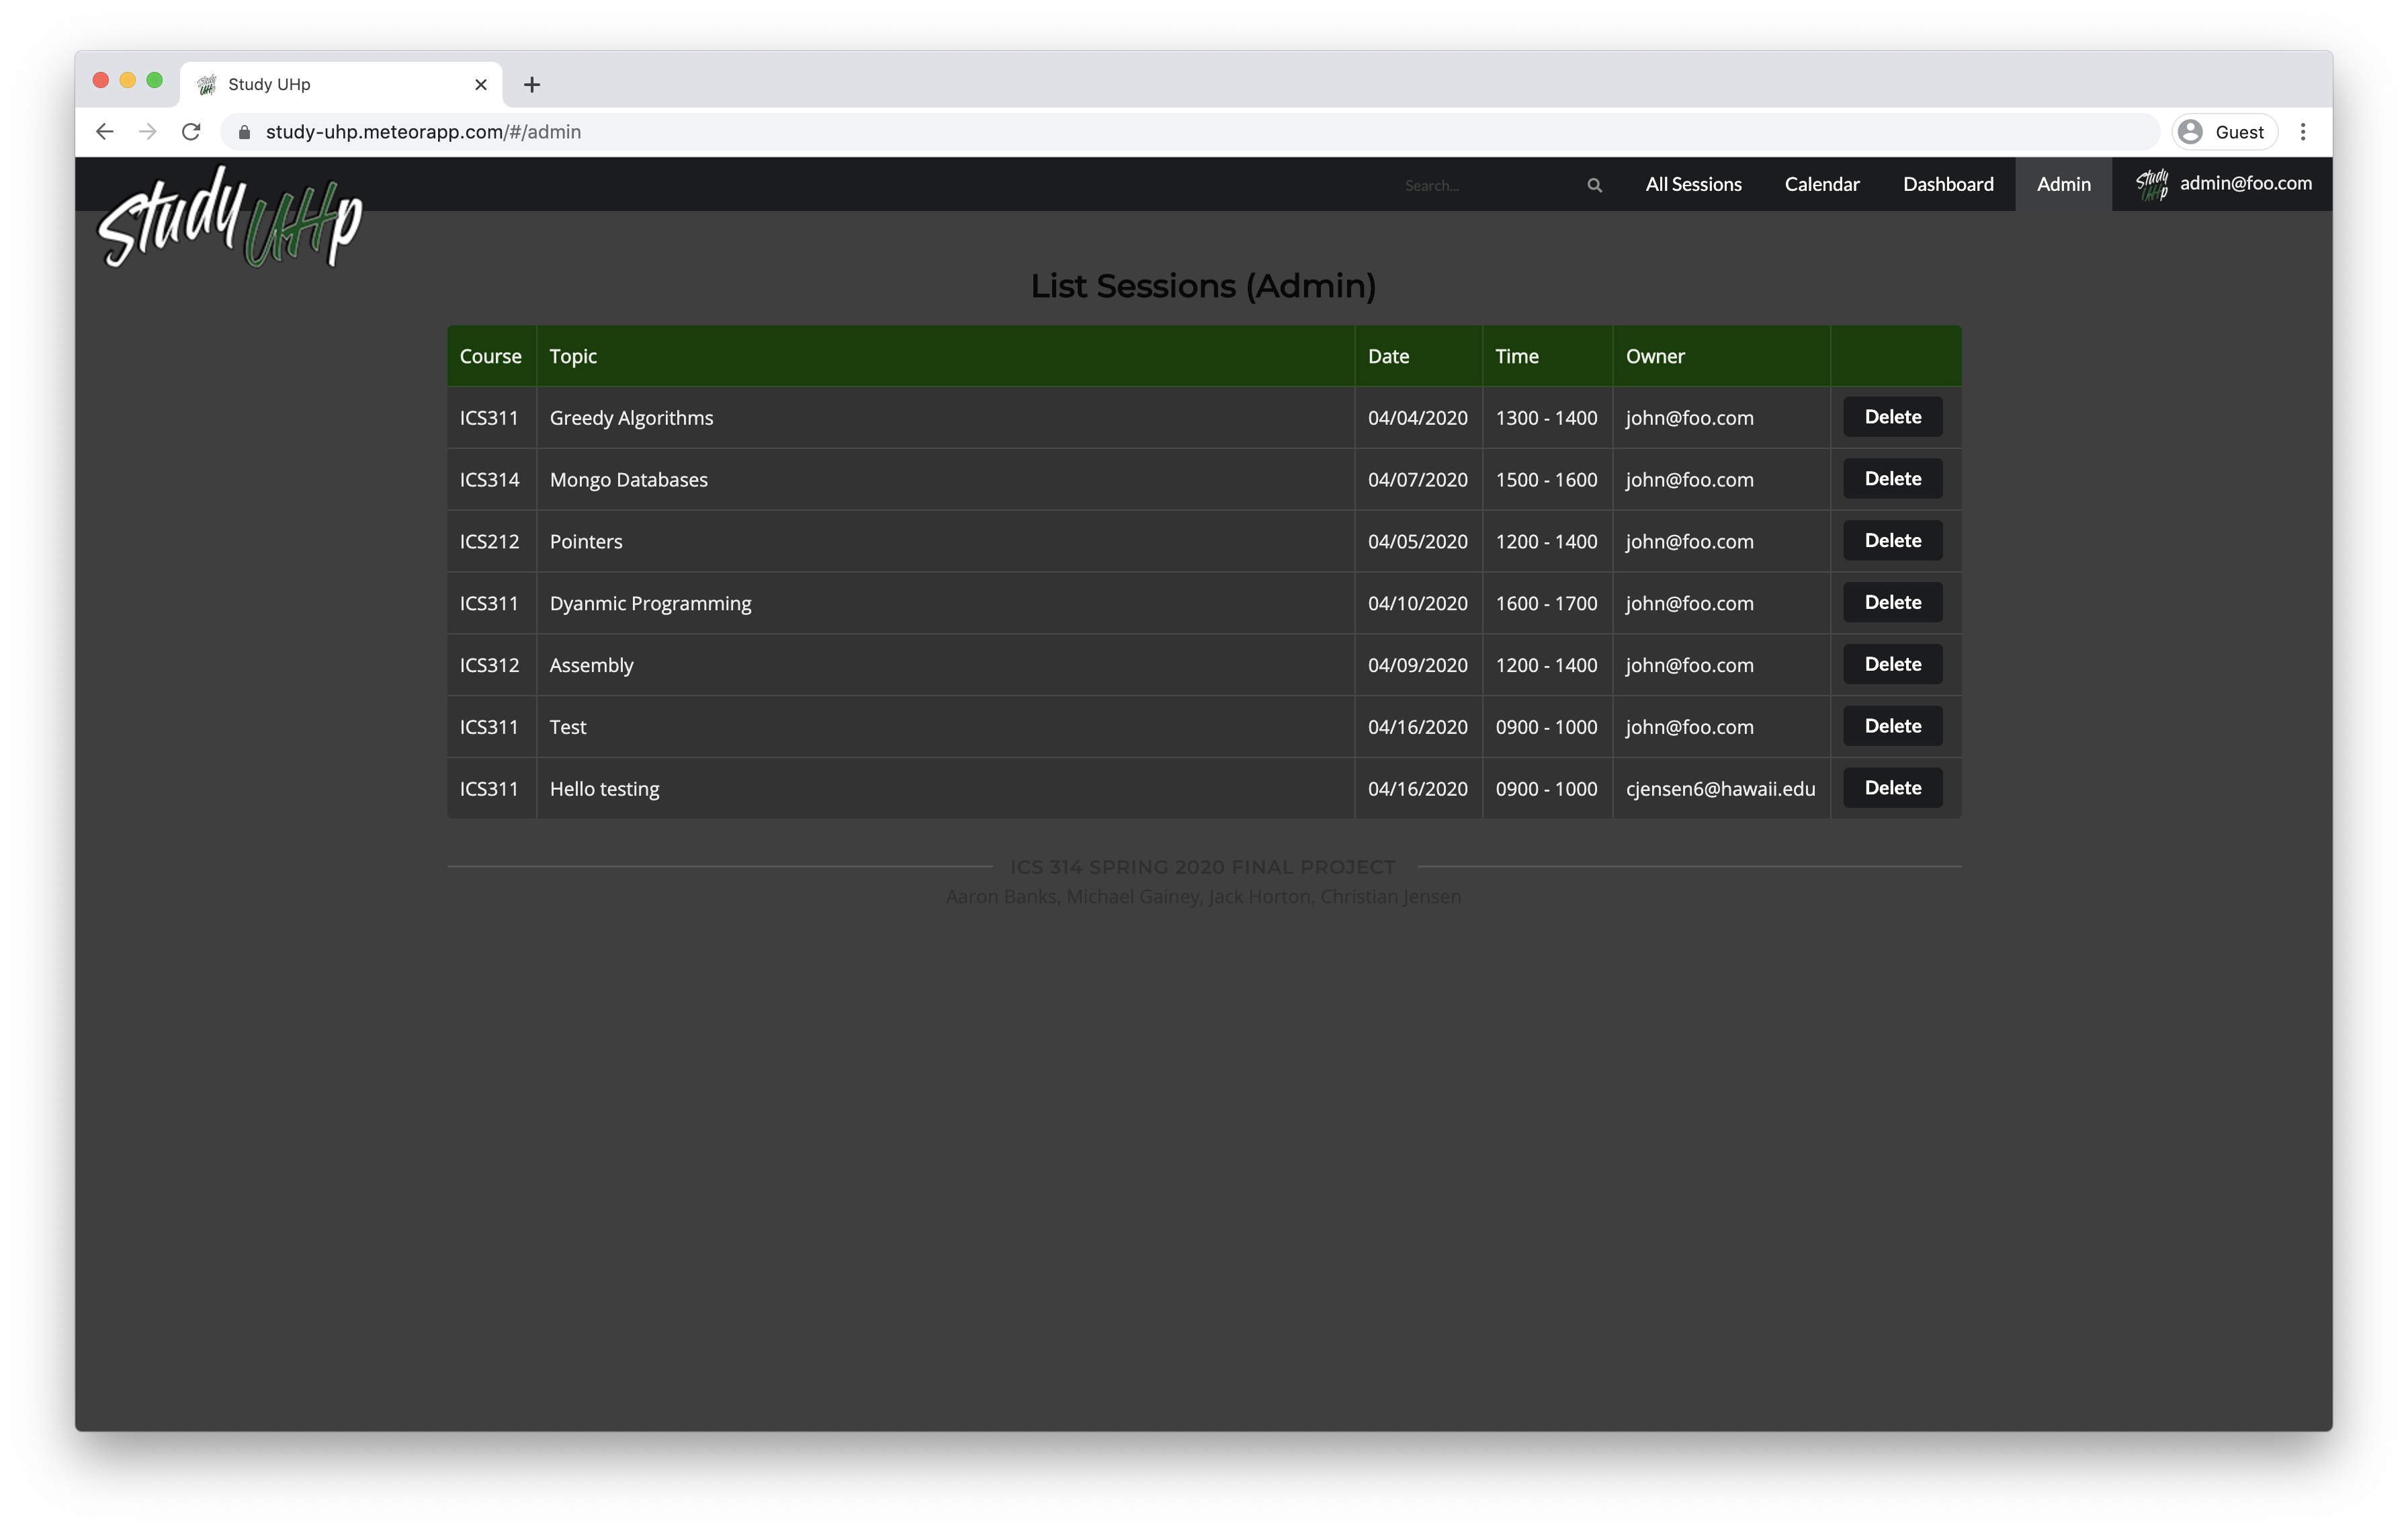 Study UHp
study-uhp.meteorapp.com/#/admin
Guest
Study UHp
Search...
All Sessions
Calendar
Dashboard
Admin
Study UHp
admin@foo.com
List Sessions (Admin)
Course Topic Date Time Owner
ICS311 Greedy Algorithms 04/04/2020 1300 - 1400 john@foo.com Delete
ICS314 Mongo Databases 04/07/2020 1500 - 1600 john@foo.com Delete
ICS212 Pointers 04/05/2020 1200 - 1400 john@foo.com Delete
ICS311 Dyanmic Programming 04/10/2020 1600 - 1700 john@foo.com Delete
ICS312 Assembly 04/09/2020 1200 - 1400 john@foo.com Delete
ICS311 Test 04/16/2020 0900 - 1000 john@foo.com Delete
ICS311 Hello testing 04/16/2020 0900 - 1000 cjensen6@hawaii.edu Delete
ICS 314 SPRING 2020 FINAL PROJECT
Aaron Banks, Michael Gainey, Jack Horton, Christian Jensen